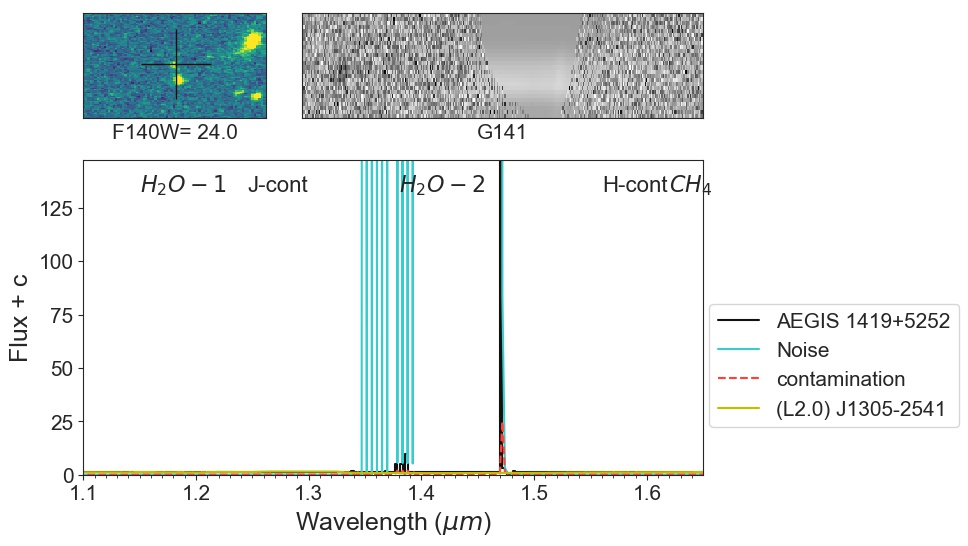 F140W= 24.0
G141
H₂O − 1 J-cont H₂O − 2 H-cont CH₄
125
100
75
50
25
0
Flux + c
1.1 1.2 1.3 1.4 1.5 1.6
Wavelength (μm)
AEGIS 1419+5252
Noise
contamination
(L2.0) J1305-2541